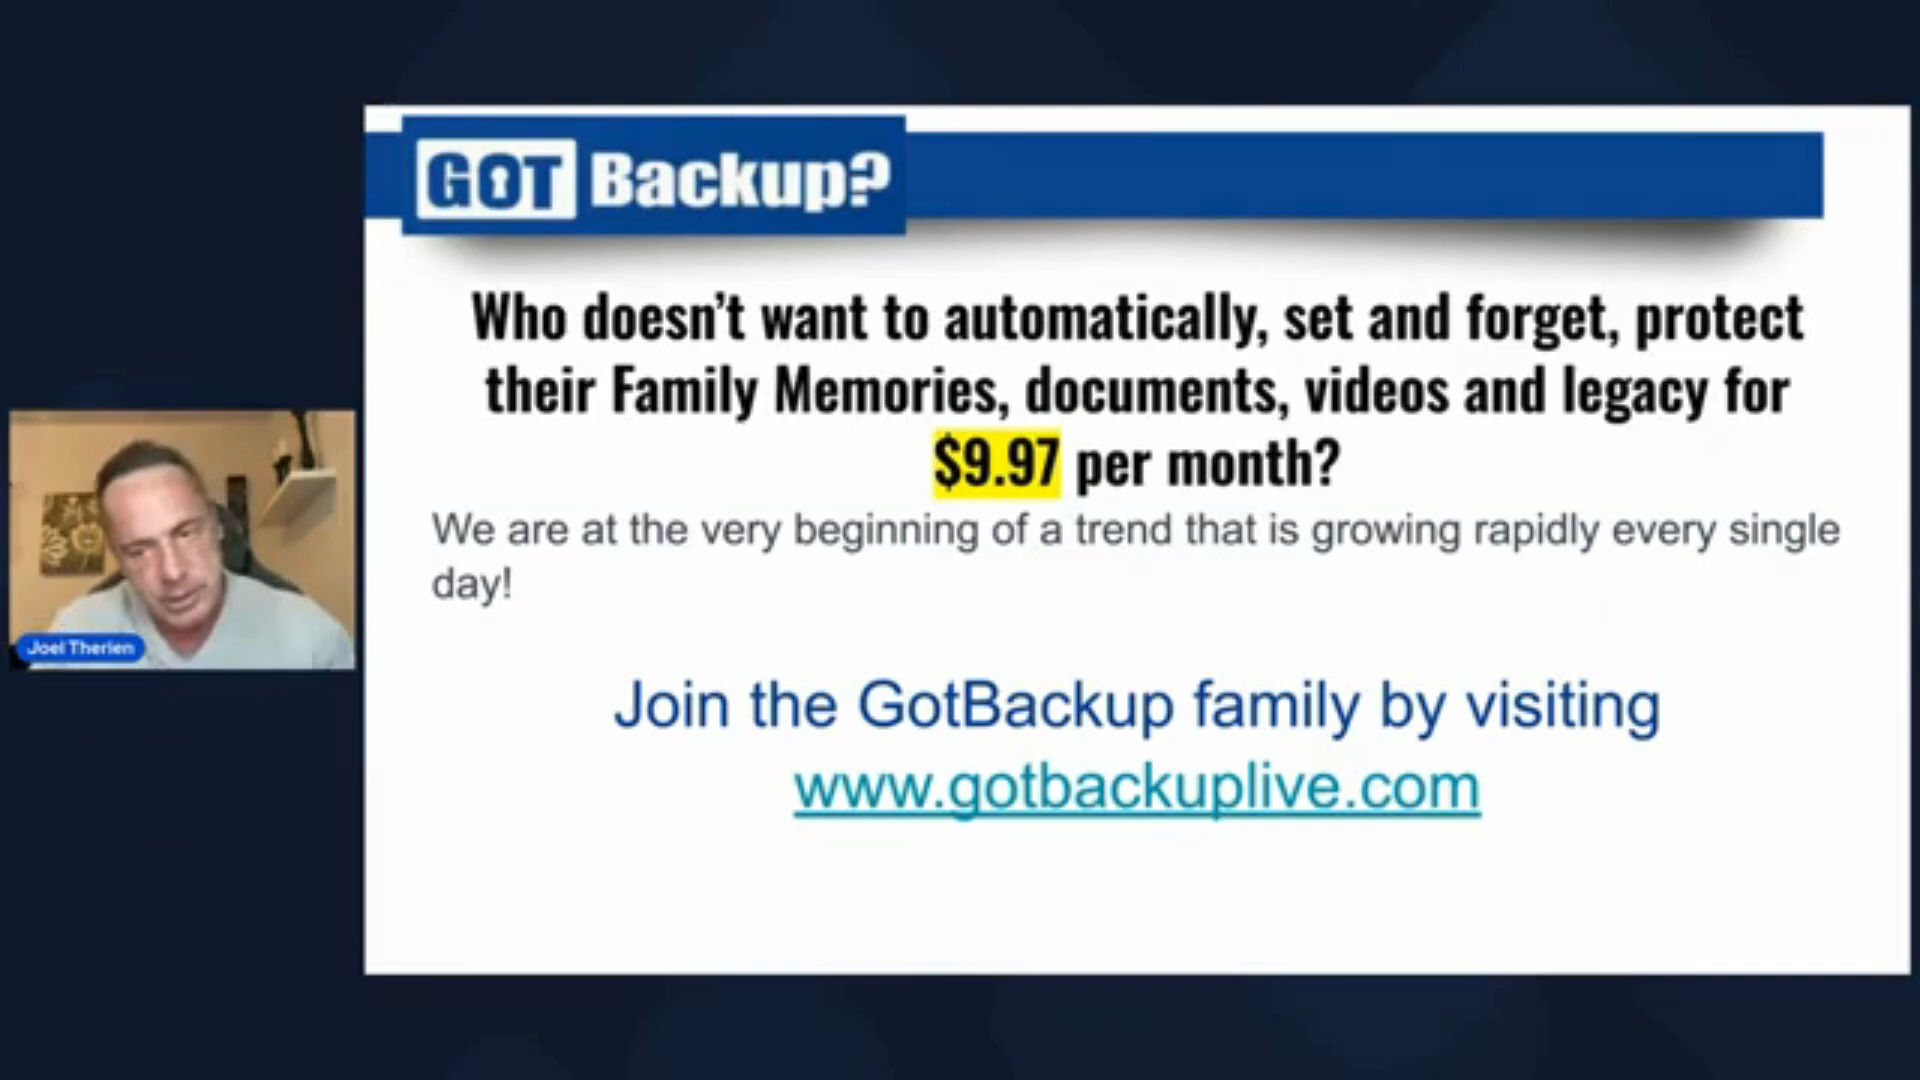 GOT Backup?
Who doesn't want to automatically, set and forget, protect
their Family Memories, documents, videos and legacy for
$9.97 per month?
We are at the very beginning of a trend that is growing rapidly every single
day!
Joel Therien
Join the GotBackup family by visiting
www.gotbackuplive.com